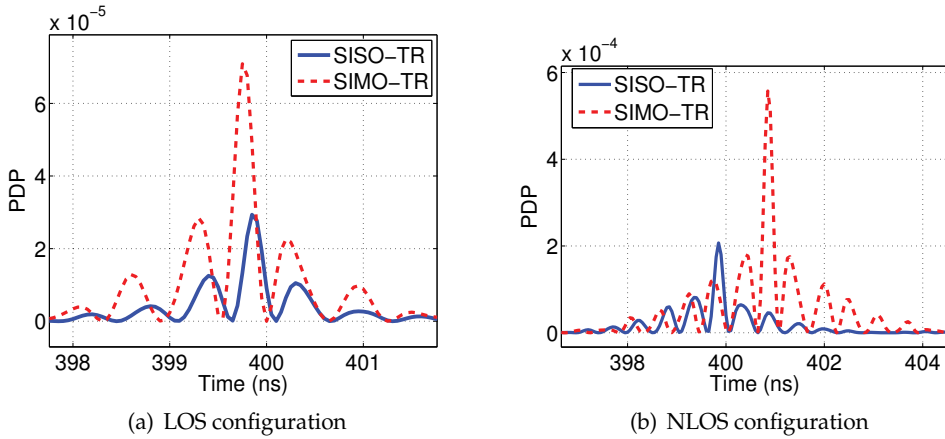 x 10^-5
SISO-TR
SIMO-TR
6
4
2
0
PDP
398
399
400
401
Time (ns)
(a) LOS configuration
x 10^-4
SISO-TR
SIMO-TR
6
4
2
0
PDP
398
400
402
404
Time (ns)
(b) NLOS configuration